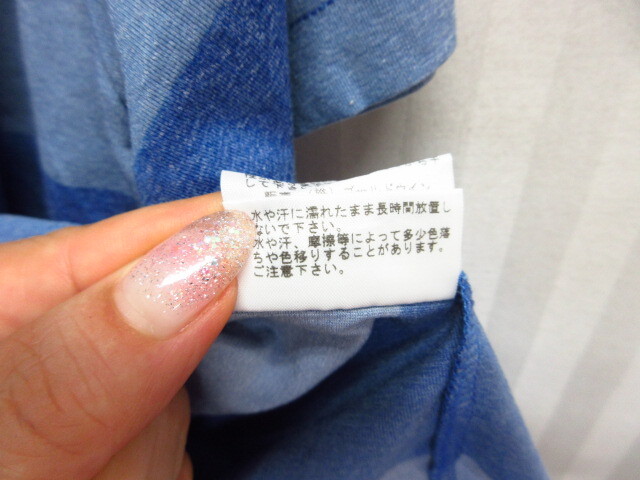 水や汗に濡れたまま長時間放置し
ないで下さい。
水や汗、摩擦等によって多少色落
ちや色移りすることがあります。
ご注意下さい。